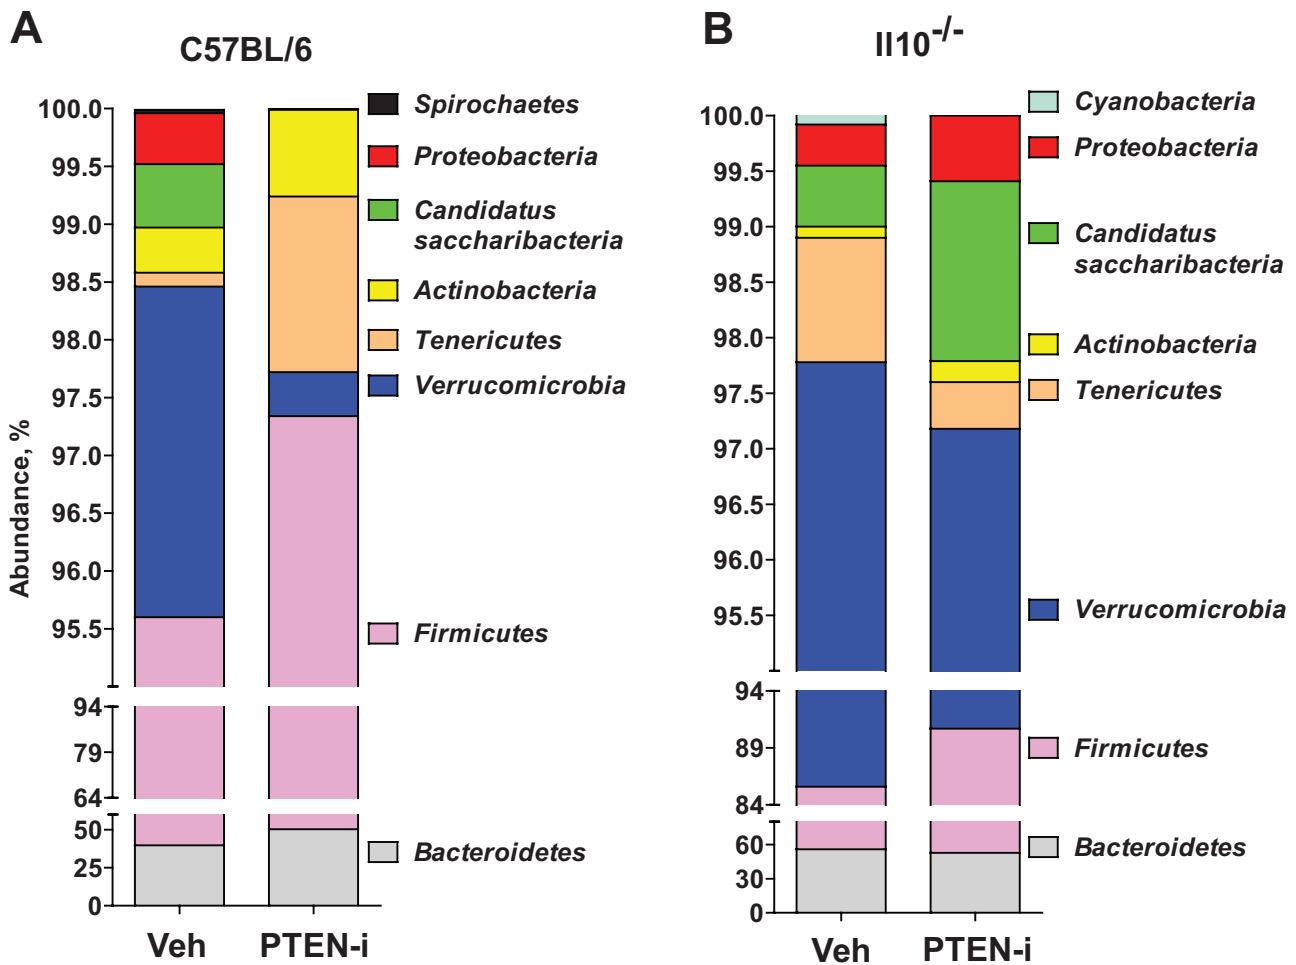 A
C57BL/6
Abundance, %
100.0
99.5
99.0
98.5
98.0
97.5
97.0
96.5
96.0
95.5
94
79
64
50
25
0
Veh
PTEN-i
Spirochaetes
Proteobacteria
Candidatus
saccharibacteria
Actinobacteria
Tenericutes
Verrucomicrobia
Firmicutes
Bacteroidetes
B
Il10-/-
100.0
99.5
99.0
98.5
98.0
97.5
97.0
96.5
96.0
95.5
94
89
84
60
30
0
Veh
PTEN-i
Cyanobacteria
Proteobacteria
Candidatus
saccharibacteria
Actinobacteria
Tenericutes
Verrucomicrobia
Firmicutes
Bacteroidetes